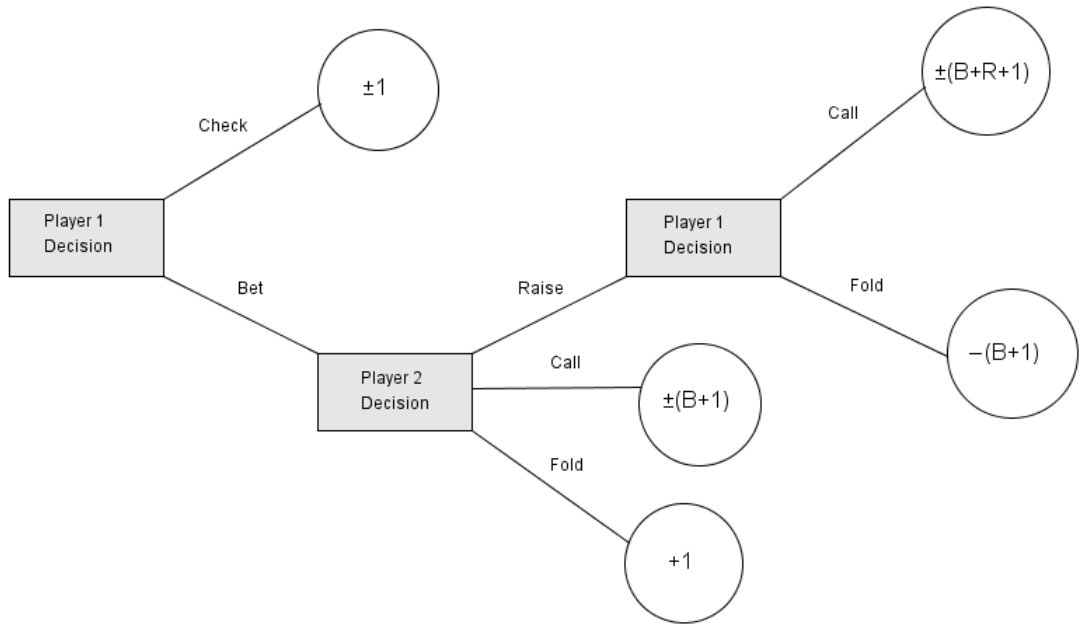 ±1
±(B+R+1)
Check
Call
Player 1
Decision
Player 1
Decision
Bet
Raise
Fold
Call
–(B+1)
Player 2
Decision
±(B+1)
Fold
+1